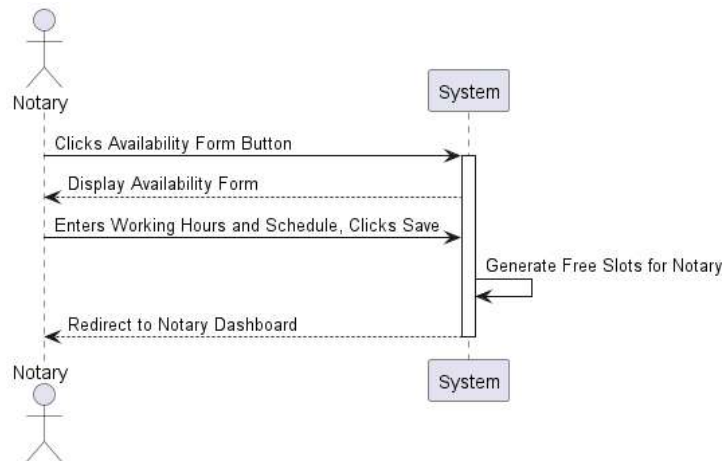 Notary
System
Clicks Availability Form Button
Display Availability Form
Enters Working Hours and Schedule, Clicks Save
Generate Free Slots for Notary
Redirect to Notary Dashboard
Notary
System